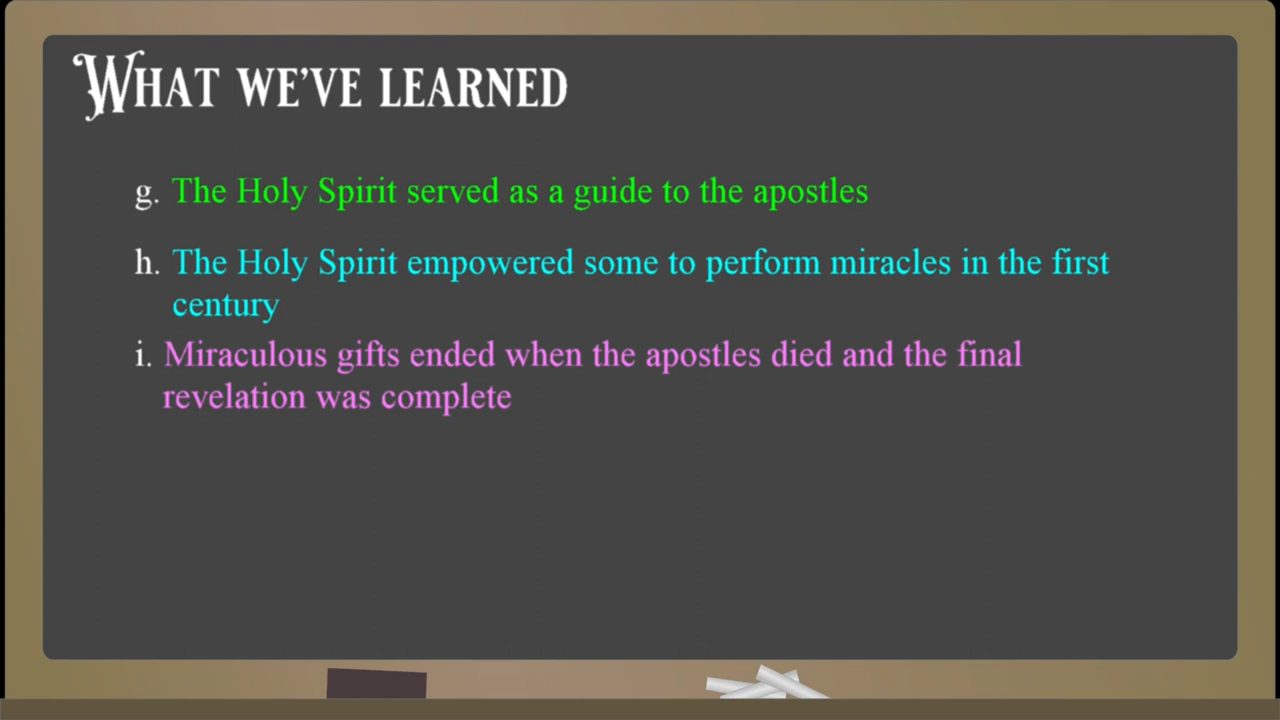 What we've learned
g. The Holy Spirit served as a guide to the apostles
h. The Holy Spirit empowered some to perform miracles in the first
century
i. Miraculous gifts ended when the apostles died and the final
revelation was complete